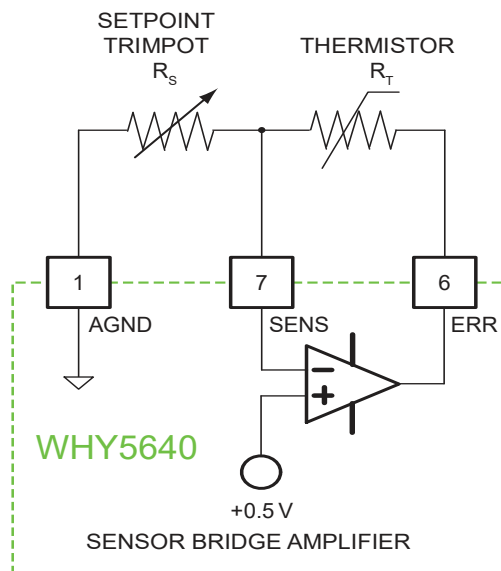 SETPOINT
TRIMPOT
RS
THERMISTOR
RT
1
7
6
AGND
SENS
ERR
WHY5640
+0.5 V
SENSOR BRIDGE AMPLIFIER